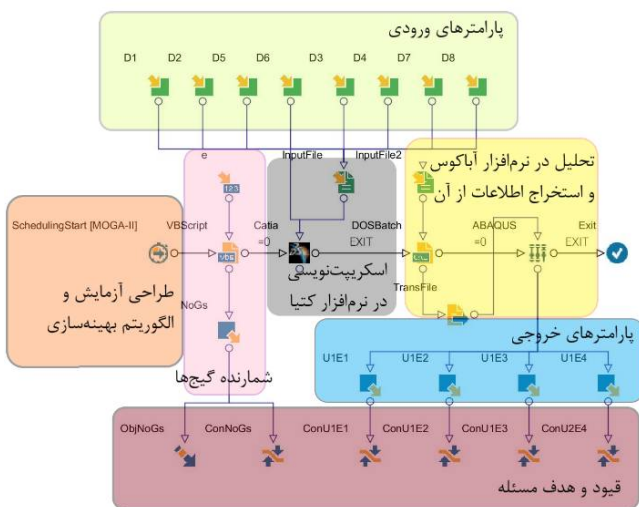 پارامترهای ورودی
D1 D2 D5 D6 D3 D4 D7 D8
e InputFile InputFile2
تحلیل در نرم‌افزار آباکوس
و استخراج اطلاعات از آن
SchedulingStart [MOGA-II] VBScript Catia DOSBatch ABAQUS Exit
=0 EXIT =0 EXIT
اسکریپت‌نویسی
در نرم‌افزار کتیا
TransFile
طراحی آزمایش و
الگوریتم بهینه‌سازی
NoGs
پارامترهای خروجی
U1E1 U1E2 U1E3 U1E4
شمارنده گیج‌ها
ObjNoGs ConNoGs ConU1E1 ConU1E2 ConU1E3 ConU2E4
قیود و هدف مسئله